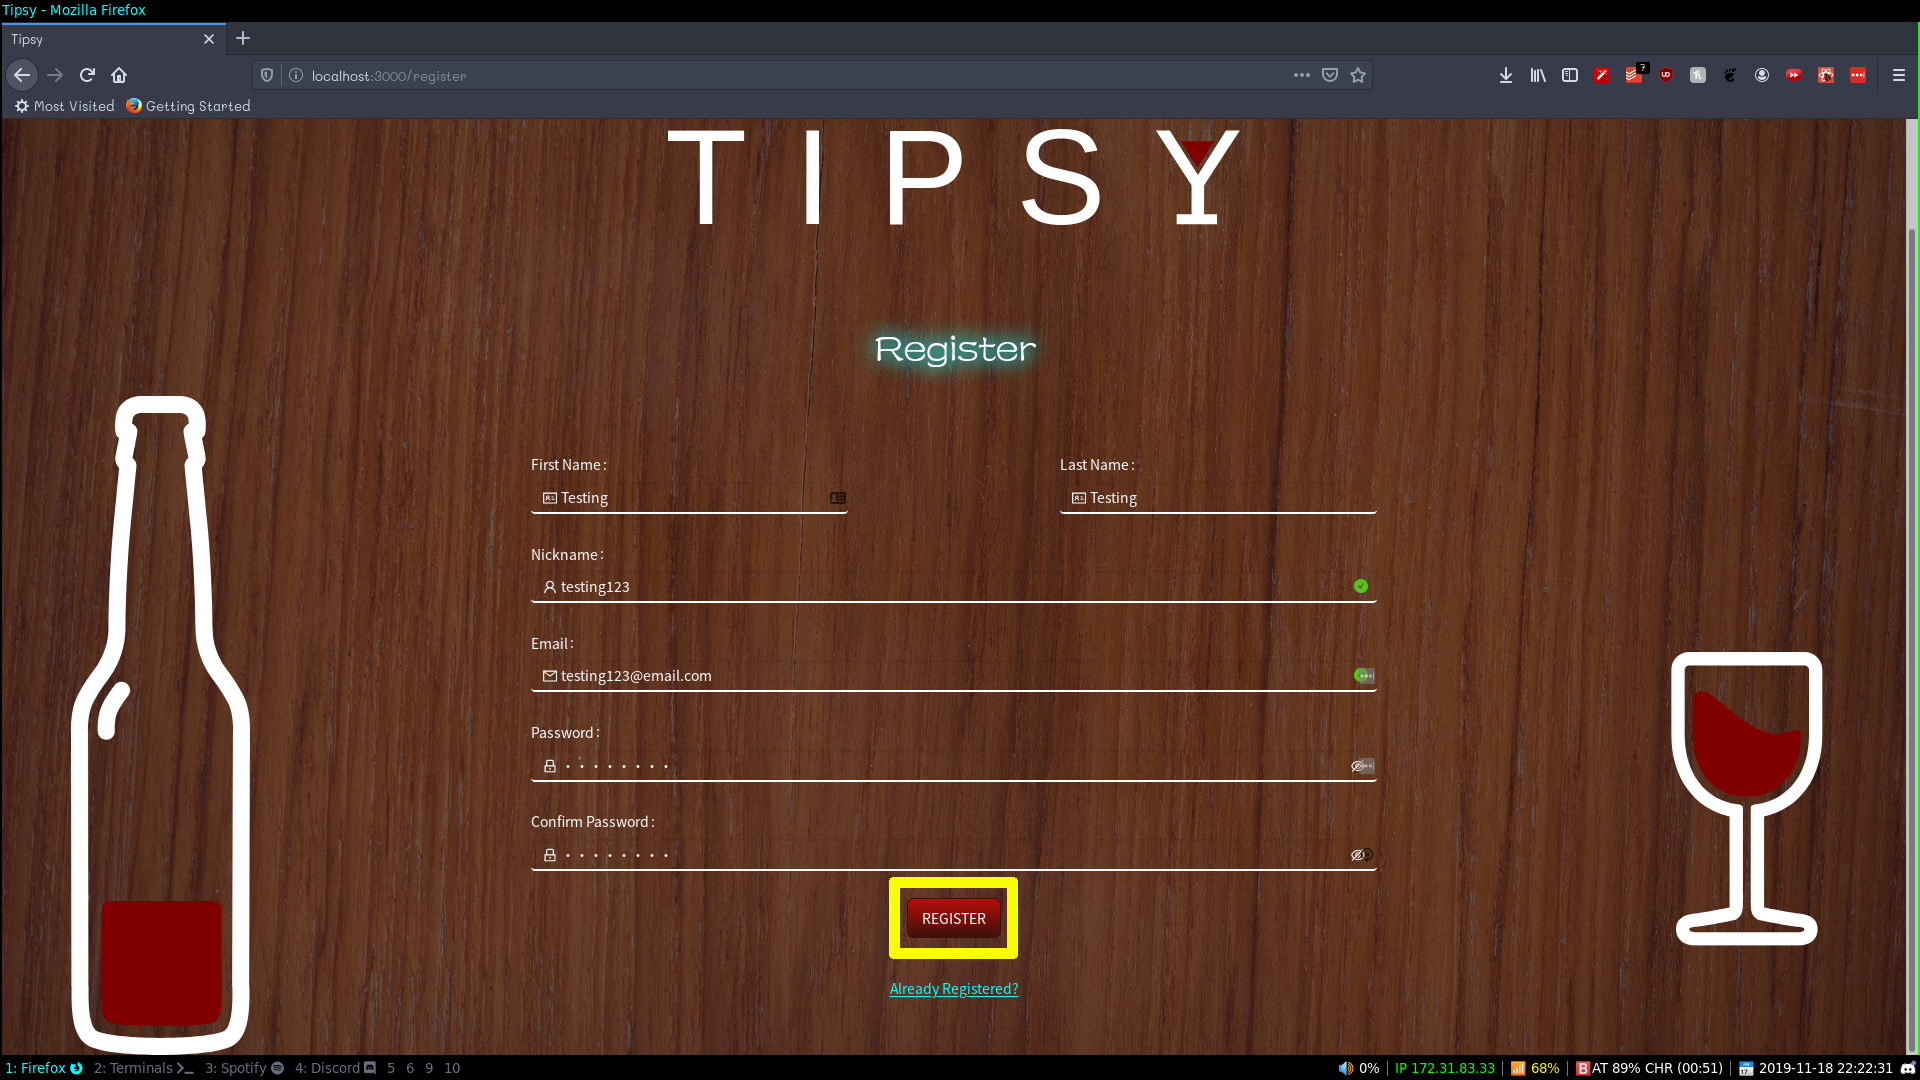 Tipsy - Mozilla Firefox
Tipsy
localhost:3000/register
7
Most Visited Getting Started
TIPSY
Register
First Name : Last Name :
Testing Testing
Nickname :
testing123
Email :
testing123@email.com
Password :
Confirm Password :
REGISTER
Already Registered?
1: Firefox 2: Terminals 3: Spotify 4: Discord 5 6 9 10 0% IP 172.31.83.33 68% BAT 89% CHR (00:51) 2019-11-18 22:22:31